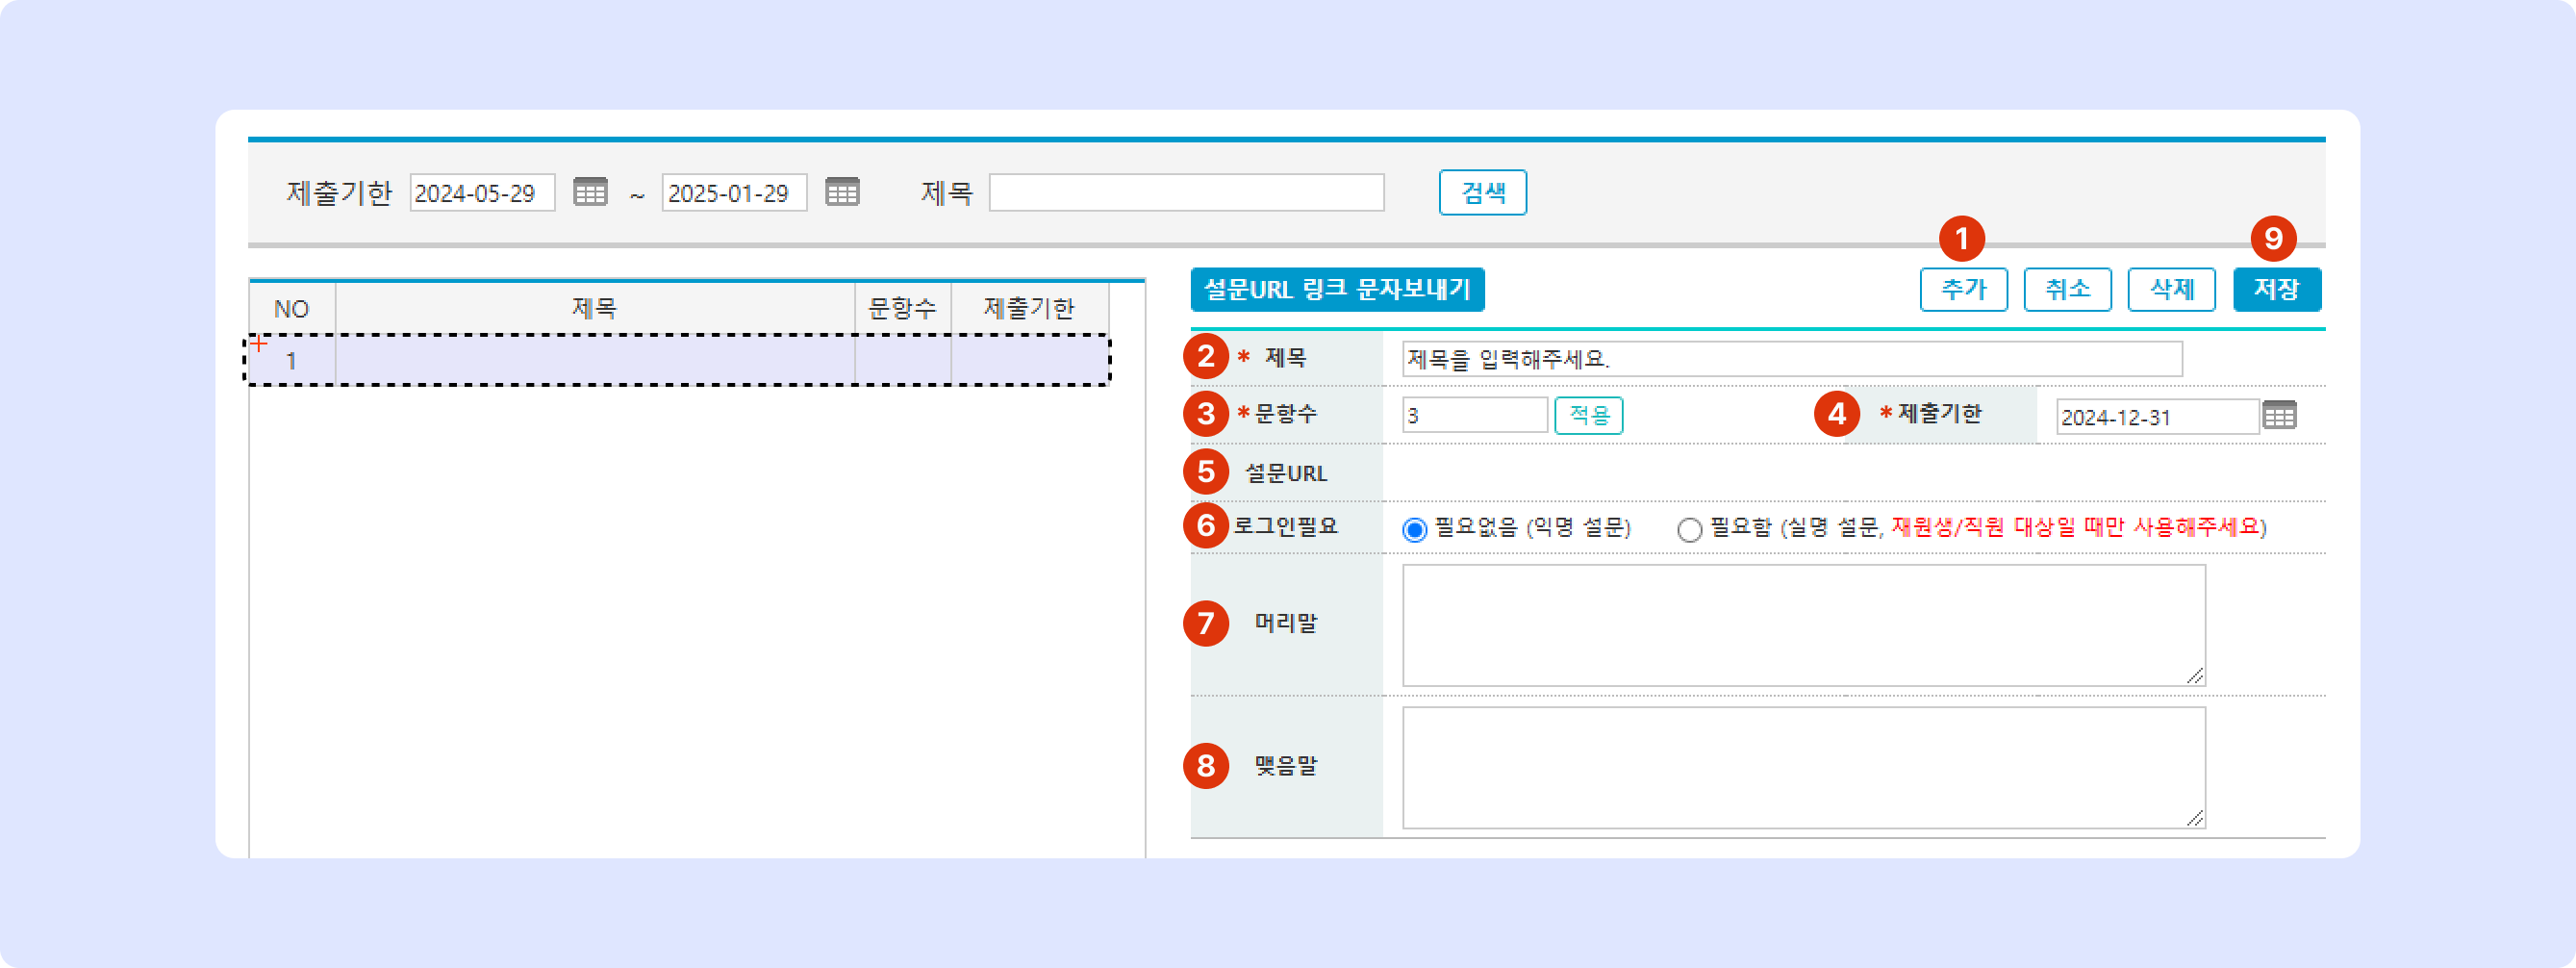 제출기한 2024-05-29 ~ 2025-01-29 제목 검색
1 9
설문URL 링크 문자보내기 추가 취소 삭제 저장
NO 제목 문항수 제출기한
1
2 * 제목 제목을 입력해주세요.
3 * 문항수 3 적용 4 * 제출기한 2024-12-31
5 설문URL
6 로그인필요 필요없음 (익명 설문) 필요함 (실명 설문, 재원생/직원 대상일 때만 사용해주세요)
7 머리말
8 맺음말